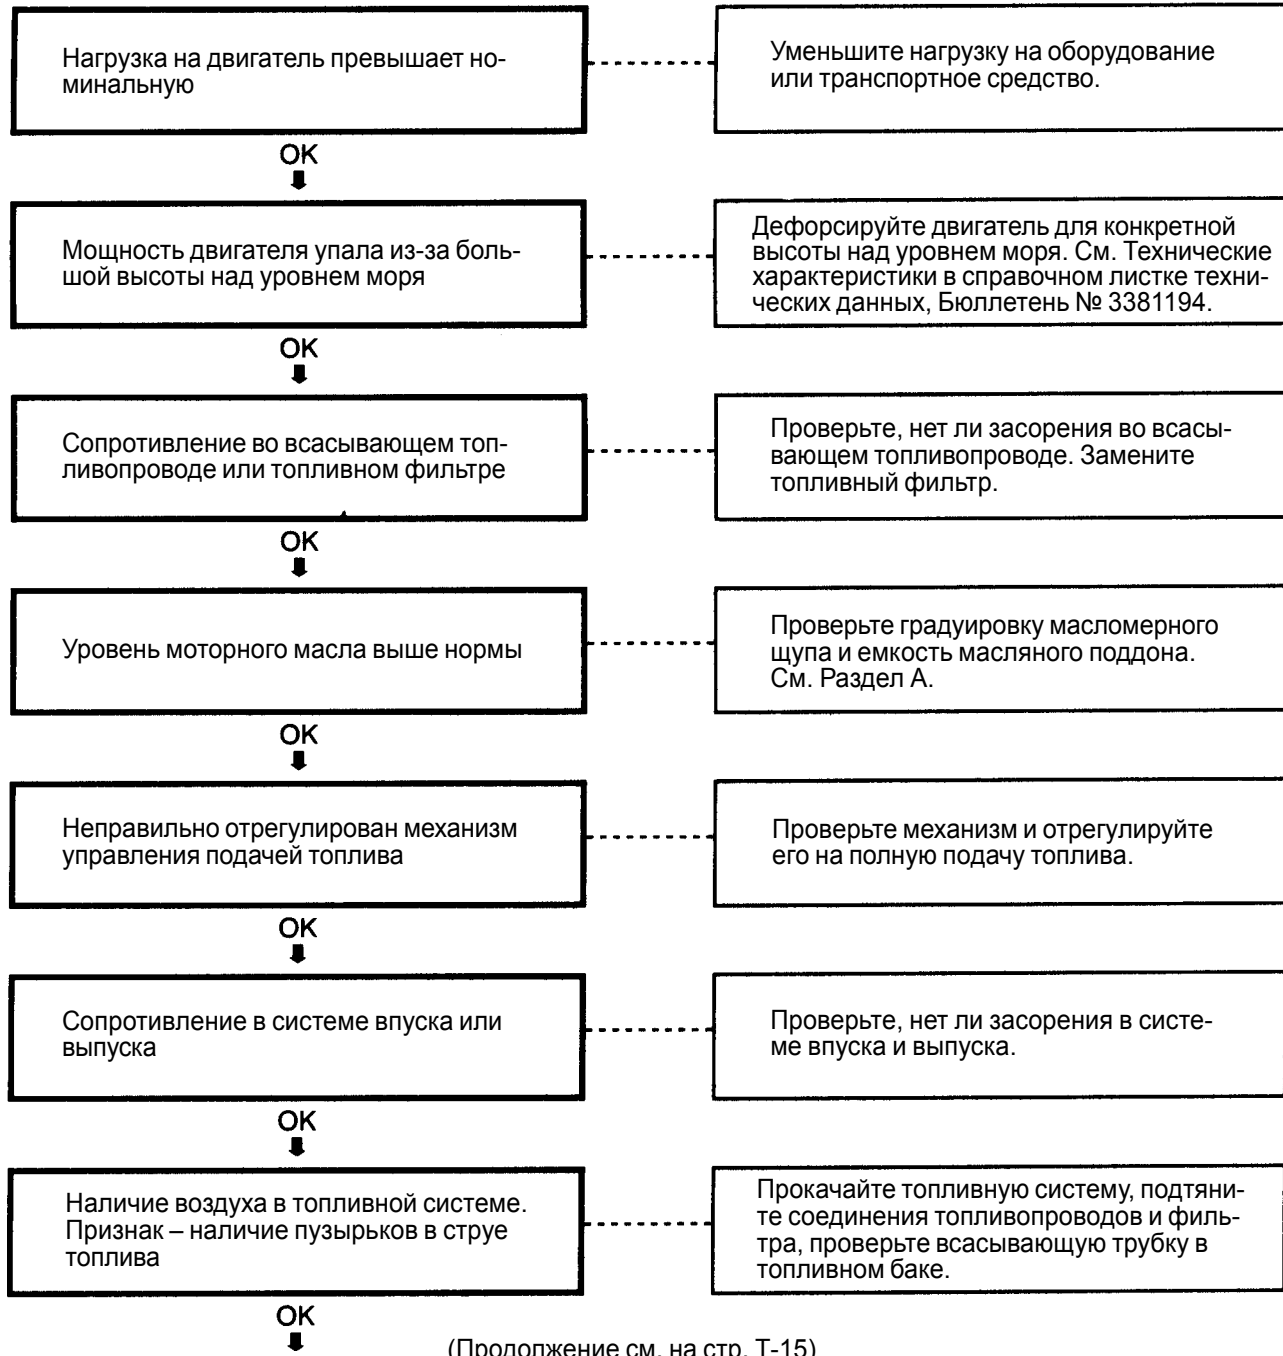 Нагрузка на двигатель превышает но-
минальную
Уменьшите нагрузку на оборудование
или транспортное средство.
OK
Мощность двигателя упала из-за боль-
шой высоты над уровнем моря
Дефорсируйте двигатель для конкретной
высоты над уровнем моря. См. Технические
характеристики в справочном листке техни-
ческих данных, Бюллетень № 3381194.
OK
Сопротивление во всасывающем топ-
ливопроводе или топливном фильтре
Проверьте, нет ли засорения во всасы-
вающем топливопроводе. Замените
топливный фильтр.
OK
Уровень моторного масла выше нормы
Проверьте градуировку масломерного
щупа и емкость масляного поддона.
См. Раздел А.
OK
Неправильно отрегулирован механизм
управления подачей топлива
Проверьте механизм и отрегулируйте
его на полную подачу топлива.
OK
Сопротивление в системе впуска или
выпуска
Проверьте, нет ли засорения в систе-
ме впуска и выпуска.
OK
Наличие воздуха в топливной системе.
Признак – наличие пузырьков в струе
топлива
Прокачайте топливную систему, подтяни-
те соединения топливопроводов и филь-
тра, проверьте всасывающую трубку в
топливном баке.
OK
(Продолжение см. на стр. Т-15)